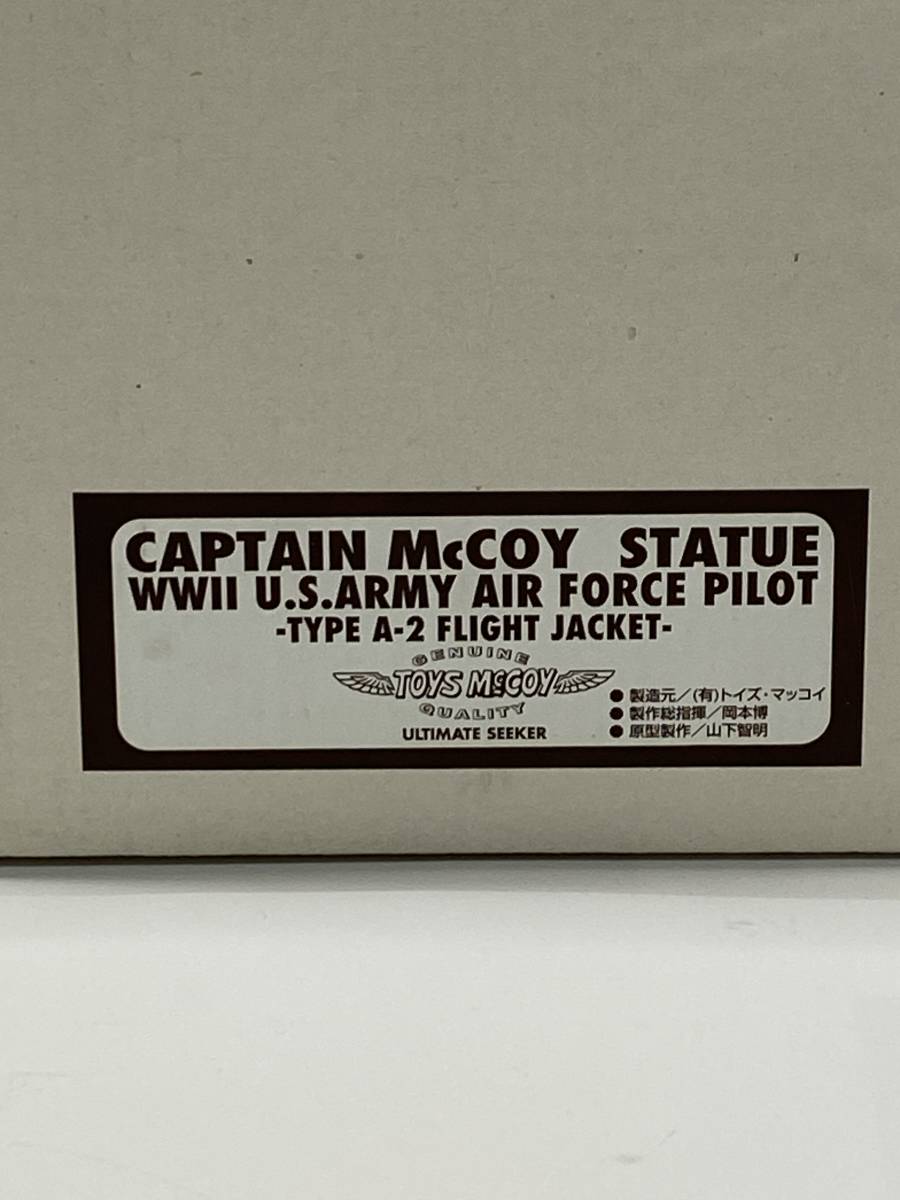 CAPTAIN McCOY STATUE
WWII U.S.ARMY AIR FORCE PILOT
-TYPE A-2 FLIGHT JACKET-
GENUINE
TOYS McCOY
QUALITY
ULTIMATE SEEKER
● 製造元/(有)トイズ・マッコイ
● 製作総指揮/岡本博
● 原型製作/山下智明